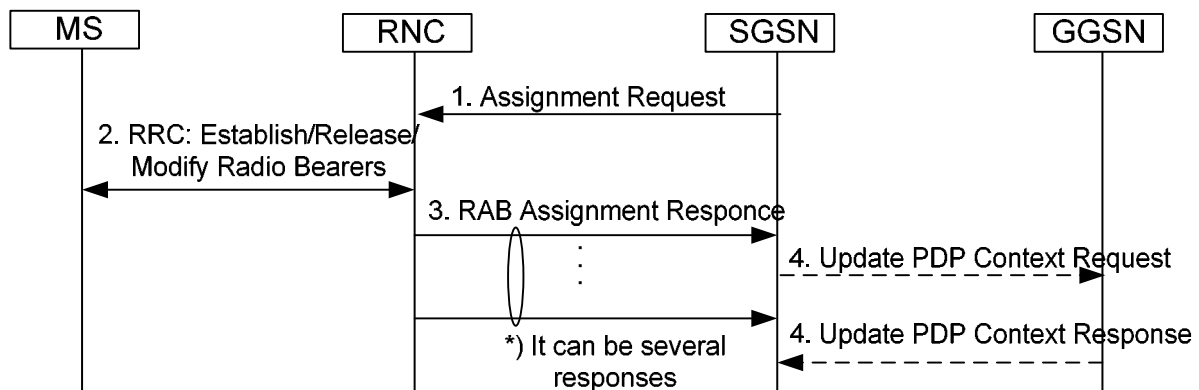 MS
RNC
SGSN
GGSN
1. Assignment Request
2. RRC: Establish/Release/
Modify Radio Bearers
3. RAB Assignment Responce
4. Update PDP Context Request
4. Update PDP Context Response
*) It can be several
responses